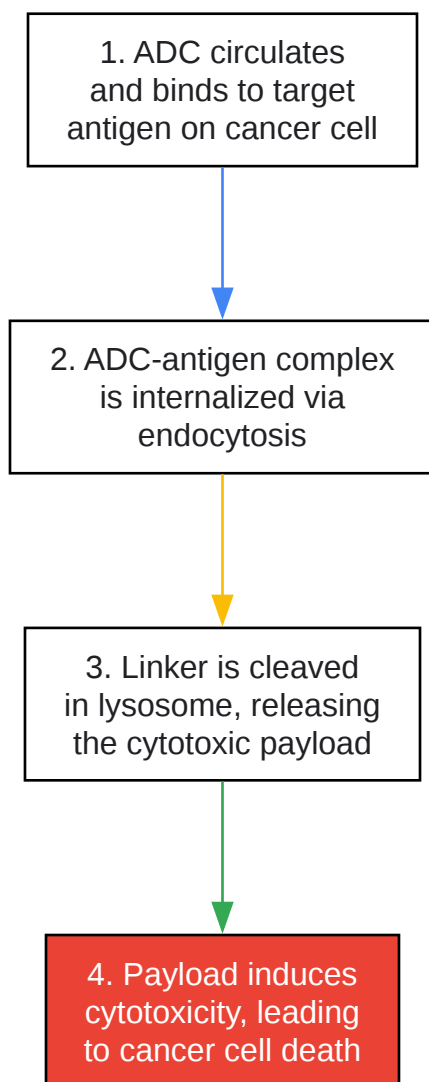 1. ADC circulates
and binds to target
antigen on cancer cell
2. ADC-antigen complex
is internalized via
endocytosis
3. Linker is cleaved
in lysosome, releasing
the cytotoxic payload
4. Payload induces
cytotoxicity, leading
to cancer cell death